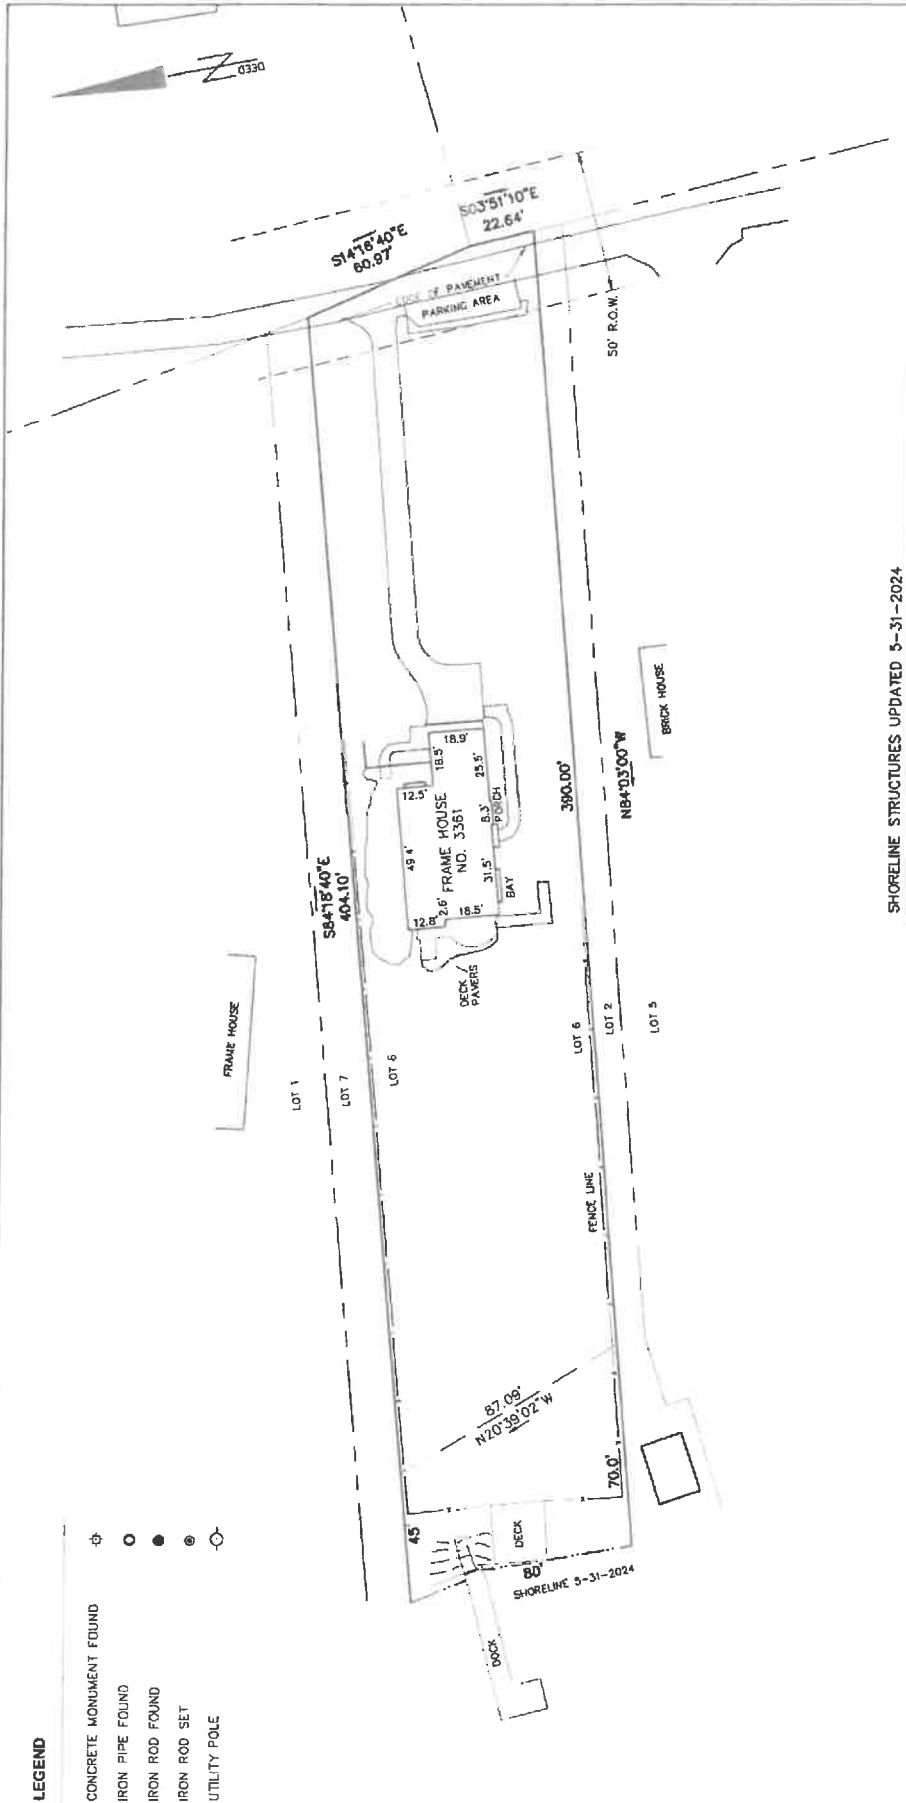 DEED
S14°16'40"E
60.97'
S03°51'10"E
22.64'
EDGE OF PAVEMENT
PARKING AREA
50' R.O.W.
S84°18'40"E
404.10'
FRAME HOUSE
NO. 3361
18.9'
18.5'
25.5'
12.5'
49.4'
8.3'
PORCH
31.5'
BAY
2.6'
18.5'
12.8'
DECK /
PAVERS
390.00'
N84°03'00"W
BRICK HOUSE
FRAME HOUSE
LOT 1
LOT 7
LOT 6
LOT 6
LOT 2
LOT 5
FENCE LINE
87.09'
N20°39'02"W
70.0'
45'
DECK
80'
SHORELINE 5-31-2024
DOCK
SHORELINE STRUCTURES UPDATED 5-31-2024
LEGEND
CONCRETE MONUMENT FOUND
IRON PIPE FOUND
IRON ROD FOUND
IRON ROD SET
UTILITY POLE